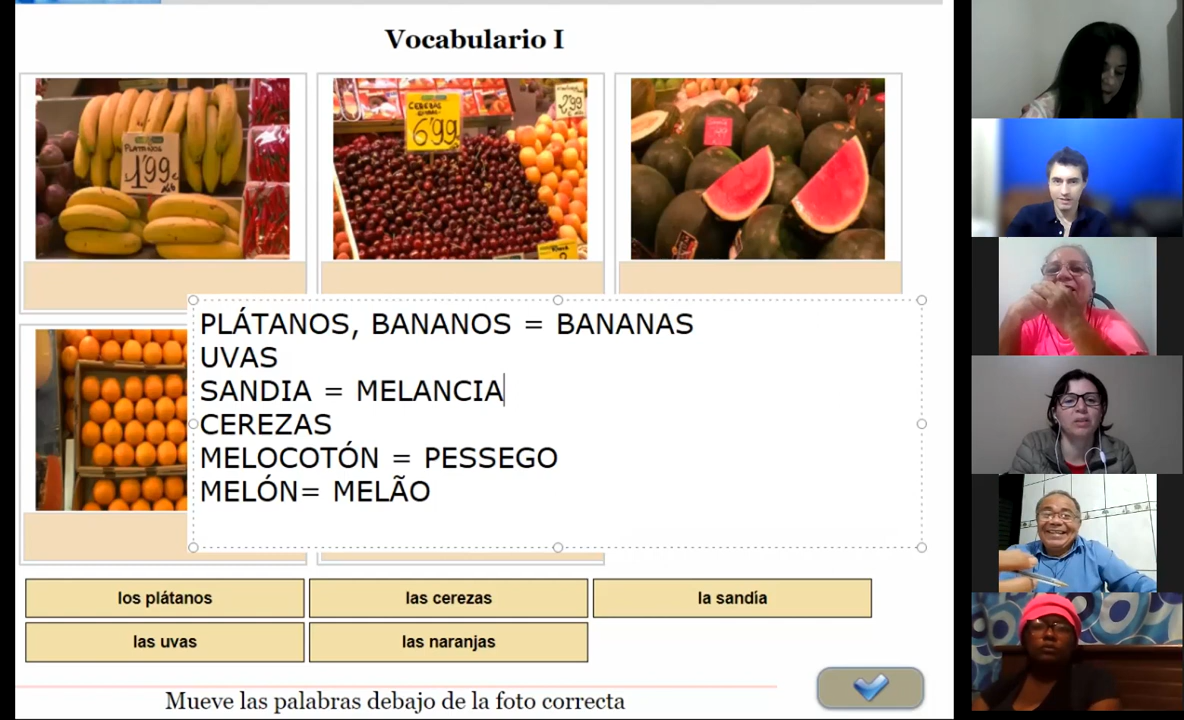 Vocabulario I
PLÁTANOS
1'99
CEREZAS
6'99
2'99
PLÁTANOS, BANANOS = BANANAS
UVAS
SANDIA = MELANCIA
CEREZAS
MELOCOTÓN = PESSEGO
MELÓN= MELÃO
los plátanos
las cerezas
la sandía
las uvas
las naranjas
Mueve las palabras debajo de la foto correcta